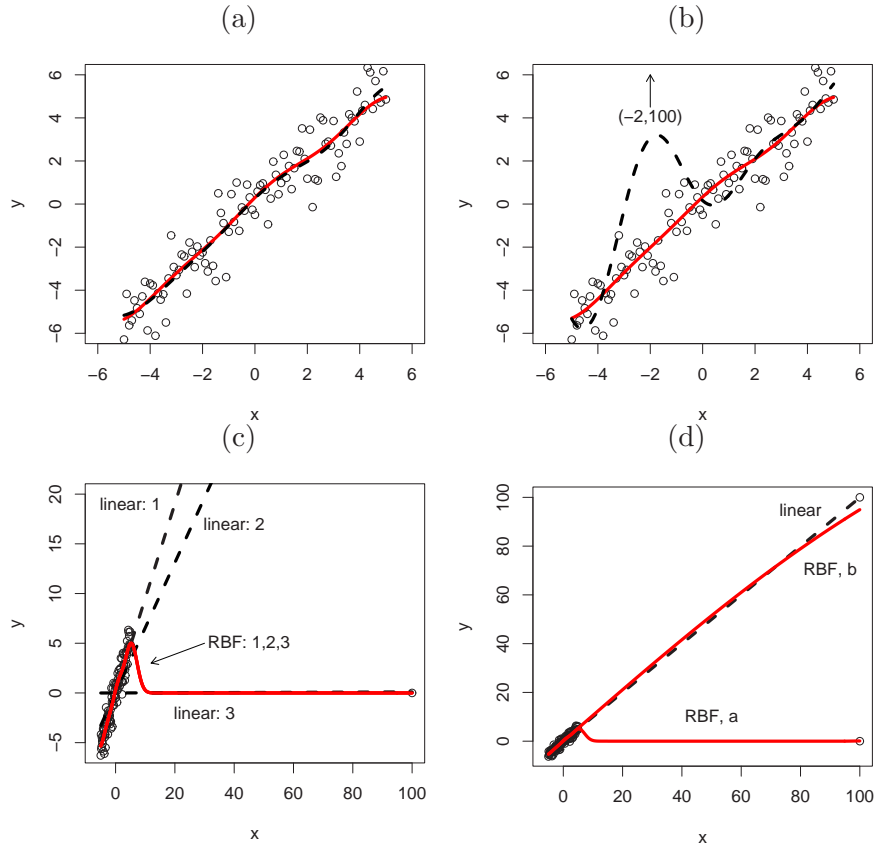 (a)
6
4
2
0
−2
−4
−6
y
−6 −4 −2 0 2 4 6
x
(b)
(−2,100)
6
4
2
0
−2
−4
−6
y
−6 −4 −2 0 2 4 6
x
(c)
20
15
10
5
0
−5
y
linear: 1
linear: 2
RBF: 1,2,3
linear: 3
0 20 40 60 80 100
x
(d)
100
80
60
40
20
0
y
linear
RBF, b
RBF, a
0 20 40 60 80 100
x